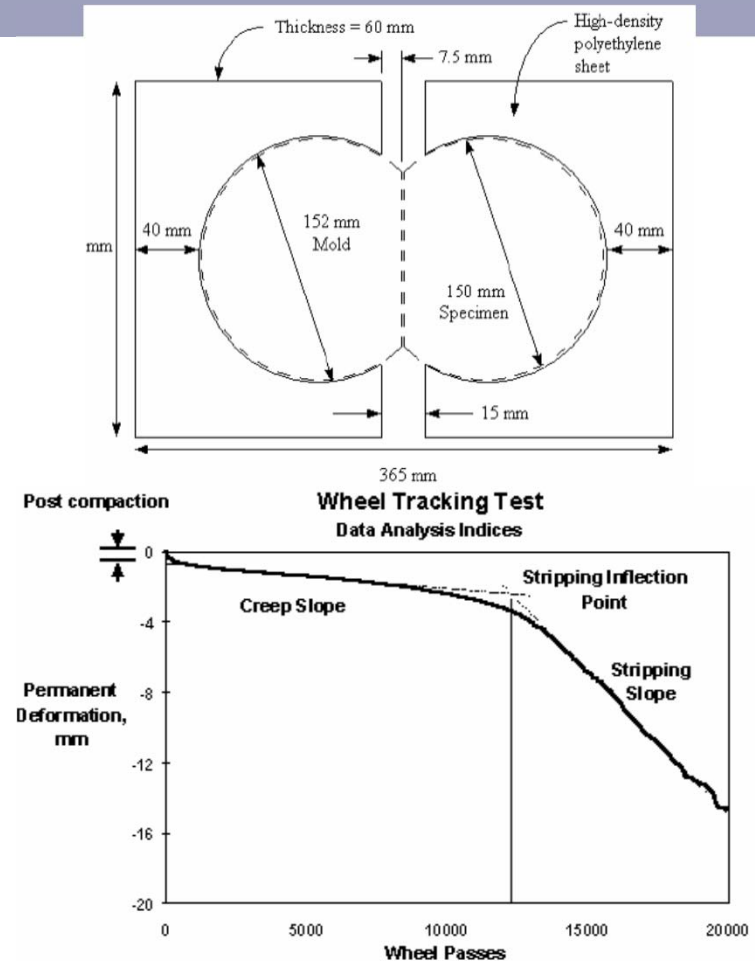 Thickness = 60 mm
High-density
polyethylene
sheet
7.5 mm
40 mm
152 mm
Mold
40 mm
mm
150 mm
Specimen
15 mm
365 mm
Post compaction
Wheel Tracking Test
Data Analysis Indices
0
Stripping Inflection
Point
Creep Slope
-4
Stripping
Slope
Permanent
Deformation,
mm
-8
-12
-16
-20
0
5000
10000
15000
20000
Wheel Passes